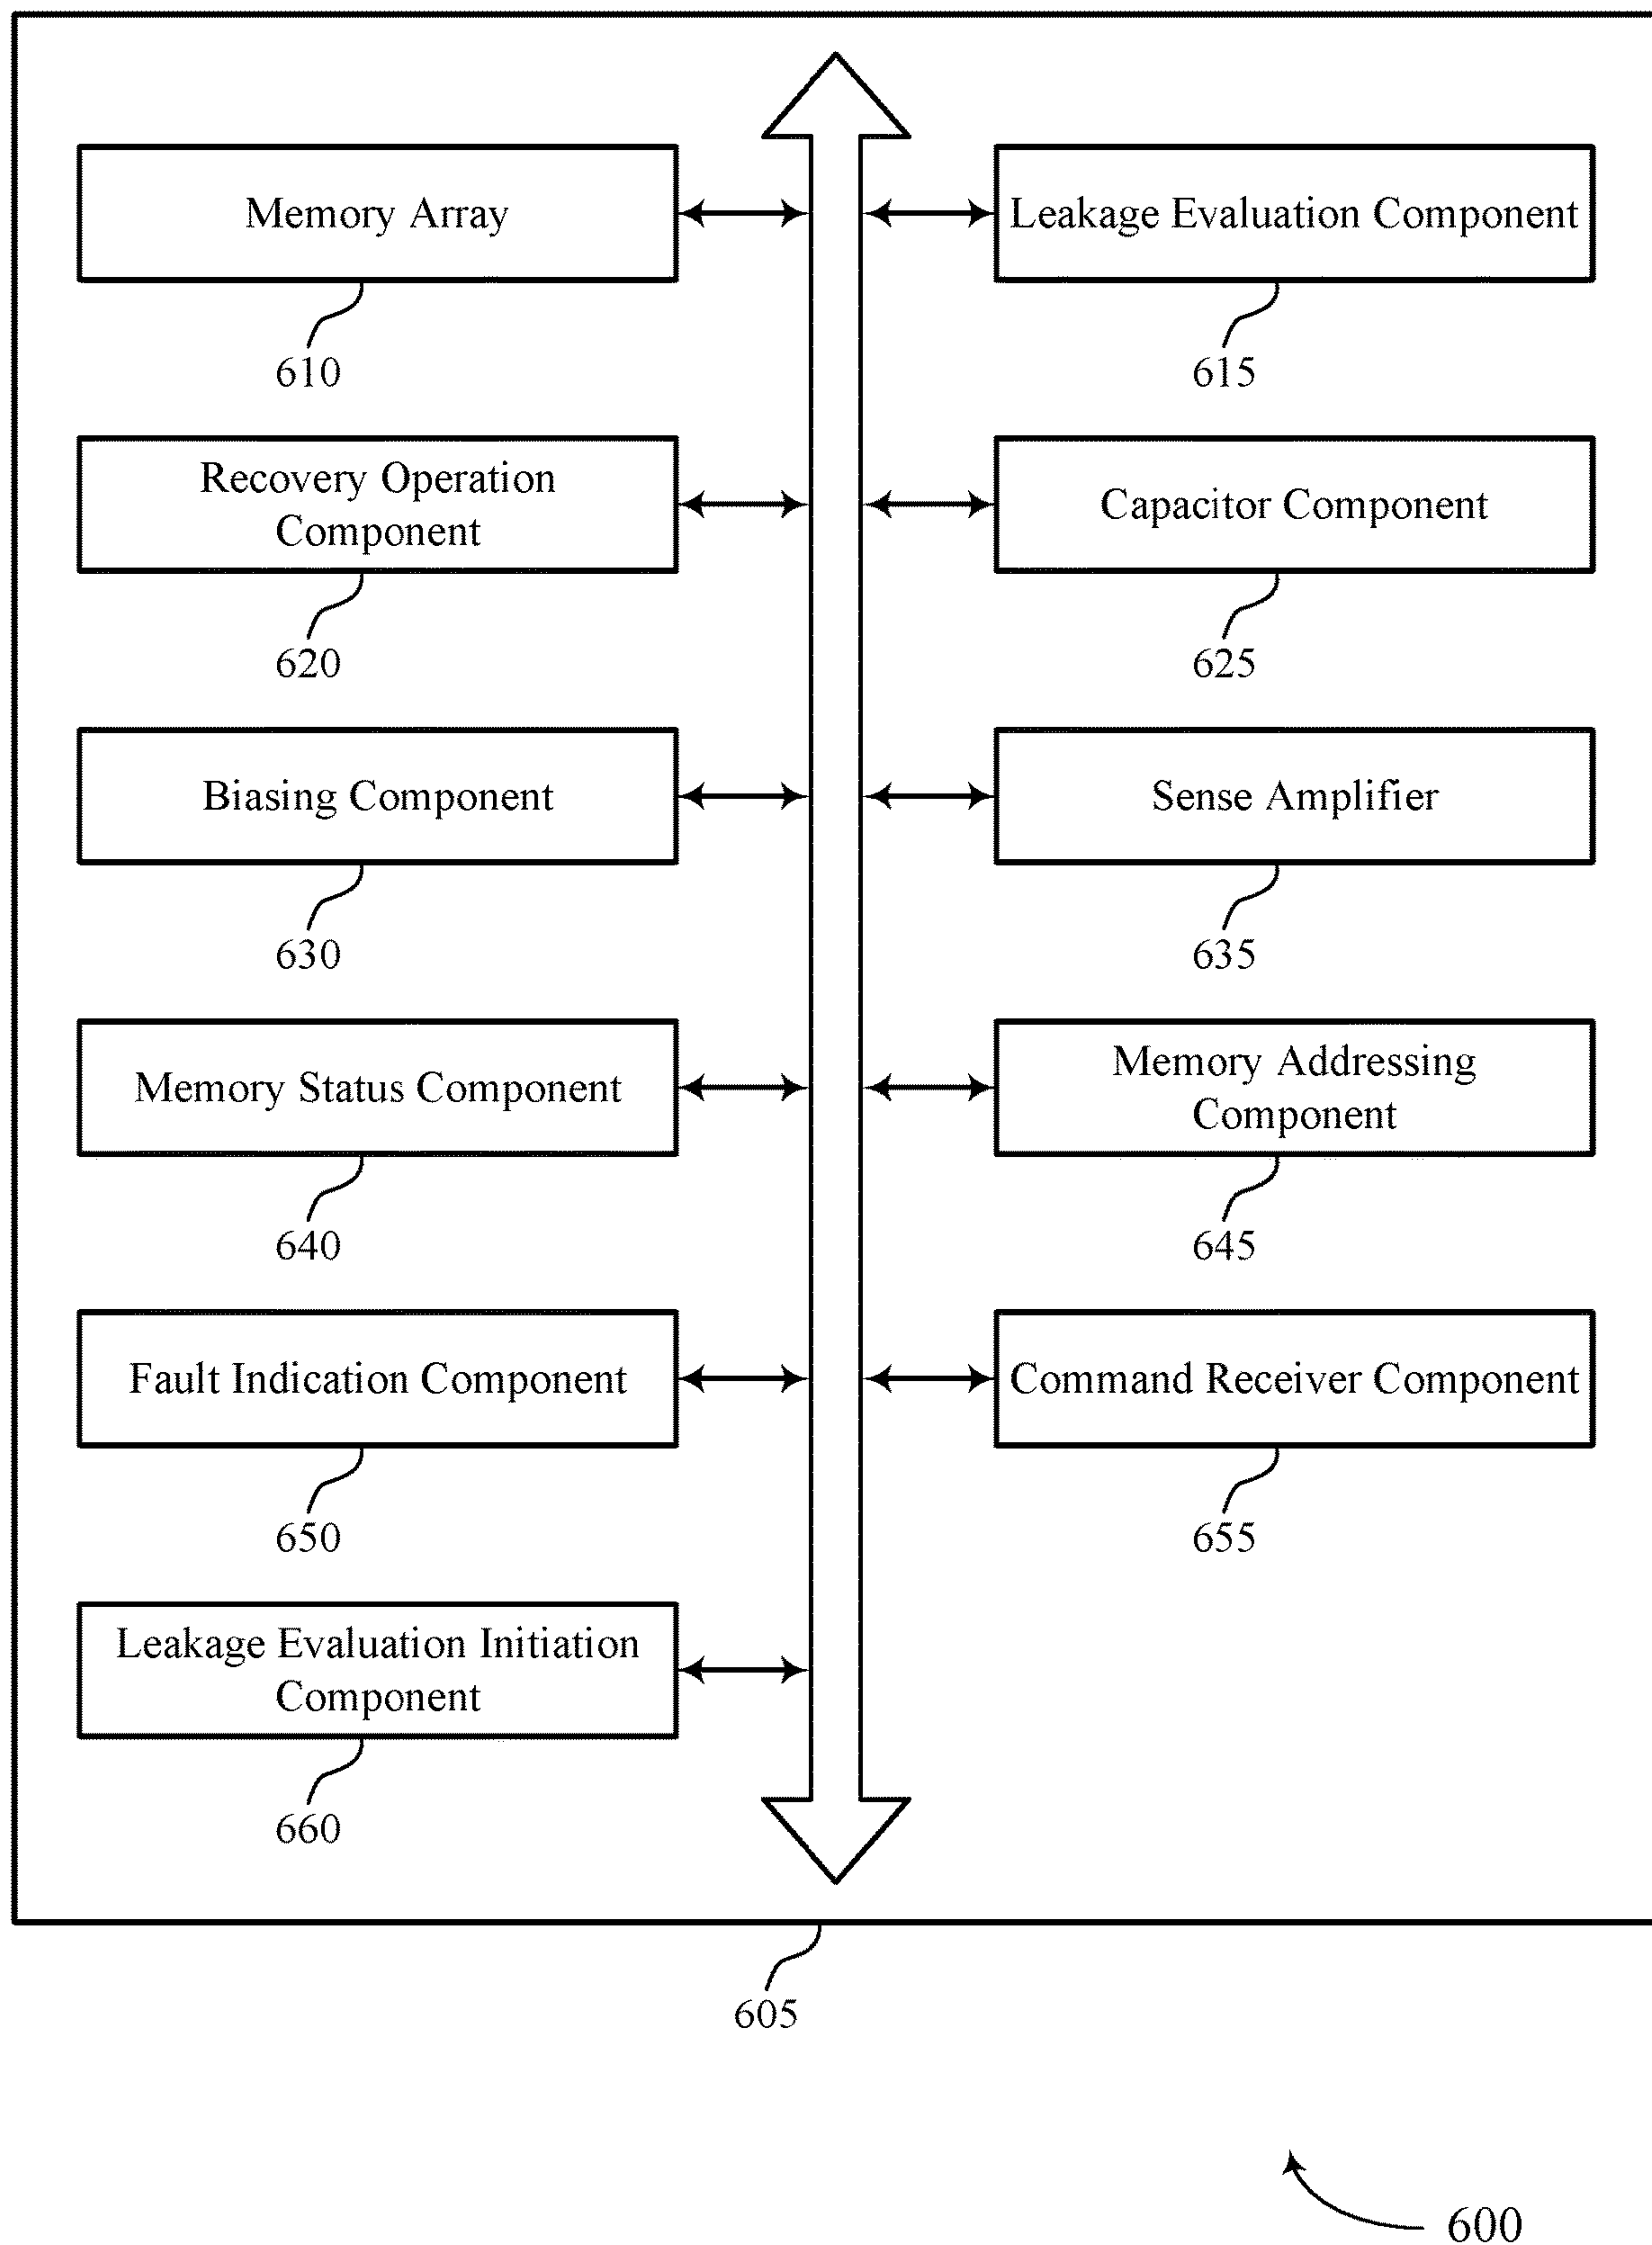 Memory Array
610
Leakage Evaluation Component
615
Recovery Operation
Component
620
Capacitor Component
625
Biasing Component
630
Sense Amplifier
635
Memory Status Component
640
Memory Addressing
Component
645
Fault Indication Component
650
Command Receiver Component
655
Leakage Evaluation Initiation
Component
660
605
600